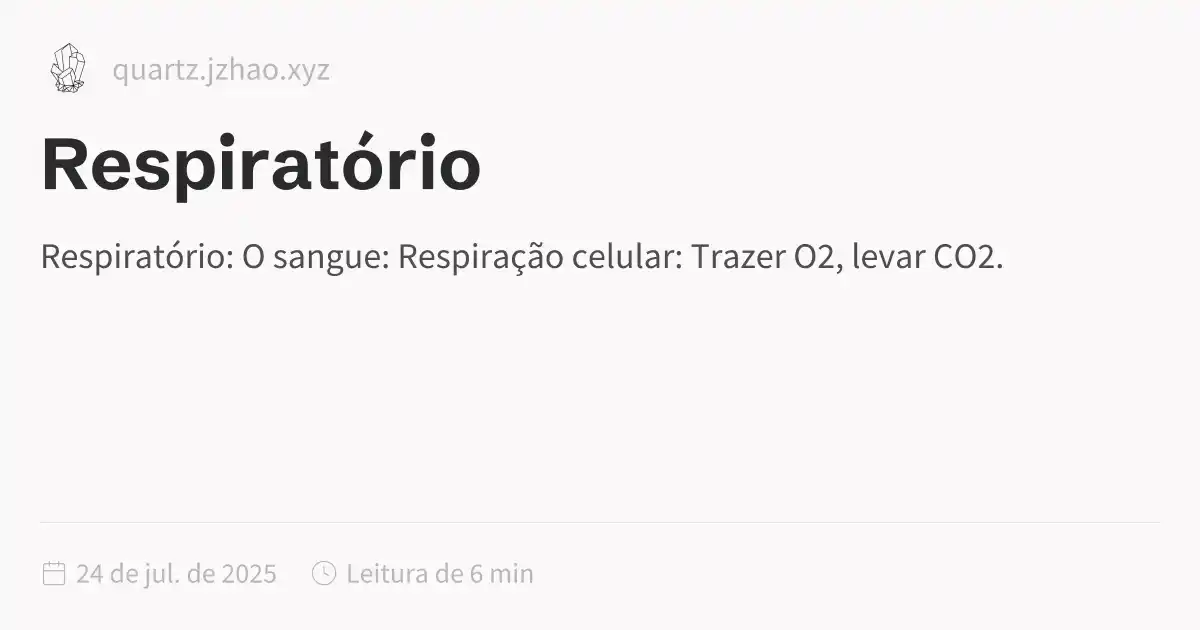 quartz.jzhao.xyz
Respiratório
Respiratório: O sangue: Respiração celular: Trazer O2, levar CO2.
24 de jul. de 2025 Leitura de 6 min